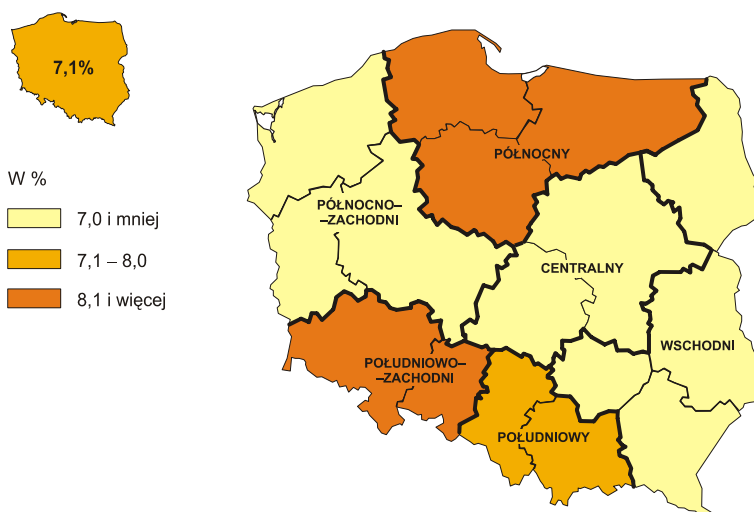 7,1%
W %
7,0 i mniej
7,1 – 8,0
8,1 i więcej
PÓŁNOCNY
PÓŁNOCNO–
–ZACHODNI
CENTRALNY
WSCHODNI
POŁUDNIOWO–
–ZACHODNI
POŁUDNIOWY